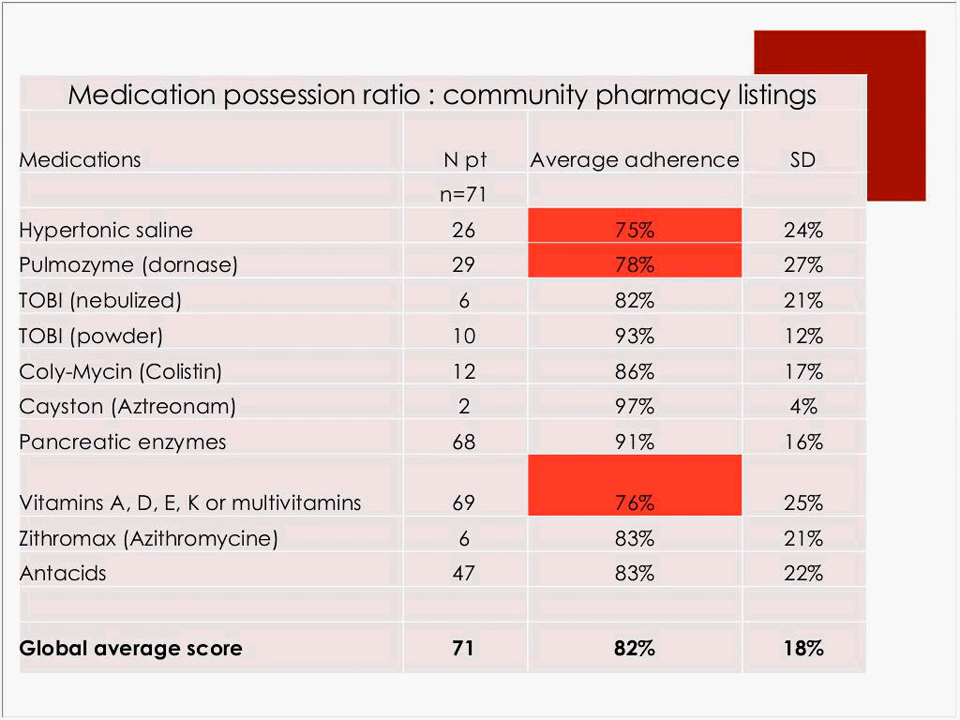 Medication possession ratio : community pharmacy listings
Medications N pt Average adherence SD
n=71
Hypertonic saline 26 75% 24%
Pulmozyme (dornase) 29 78% 27%
TOBI (nebulized) 6 82% 21%
TOBI (powder) 10 93% 12%
Coly-Mycin (Colistin) 12 86% 17%
Cayston (Aztreonam) 2 97% 4%
Pancreatic enzymes 68 91% 16%
Vitamins A, D, E, K or multivitamins 69 76% 25%
Zithromax (Azithromycine) 6 83% 21%
Antacids 47 83% 22%
Global average score 71 82% 18%